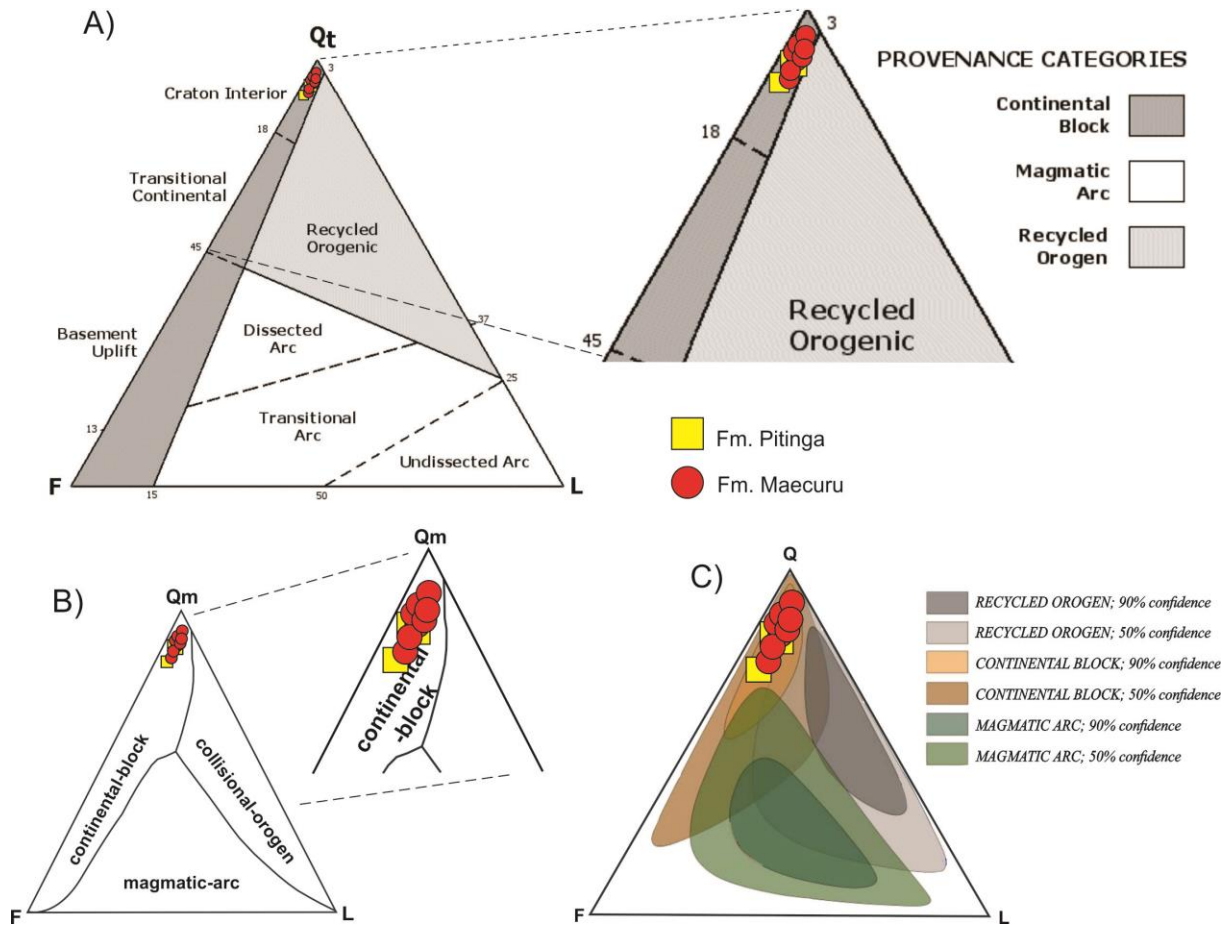 A)
Qt
3
Craton Interior
18
Transitional
Continental
Recycled
Orogenic
45
37
Basement
Uplift
Dissected
Arc
25
13
Transitional
Arc
Undissected Arc
F
L
15
50
3
18
45
Recycled
Orogenic
PROVENANCE CATEGORIES
Continental
Block
Magmatic
Arc
Recycled
Orogen
Fm. Pitinga
Fm. Maecuru
B)
Qm
continental-block
collisional-orogen
magmatic-arc
F
L
Qm
continental
-block
C)
Q
F
L
RECYCLED OROGEN; 90% confidence
RECYCLED OROGEN; 50% confidence
CONTINENTAL BLOCK; 90% confidence
CONTINENTAL BLOCK; 50% confidence
MAGMATIC ARC; 90% confidence
MAGMATIC ARC; 50% confidence